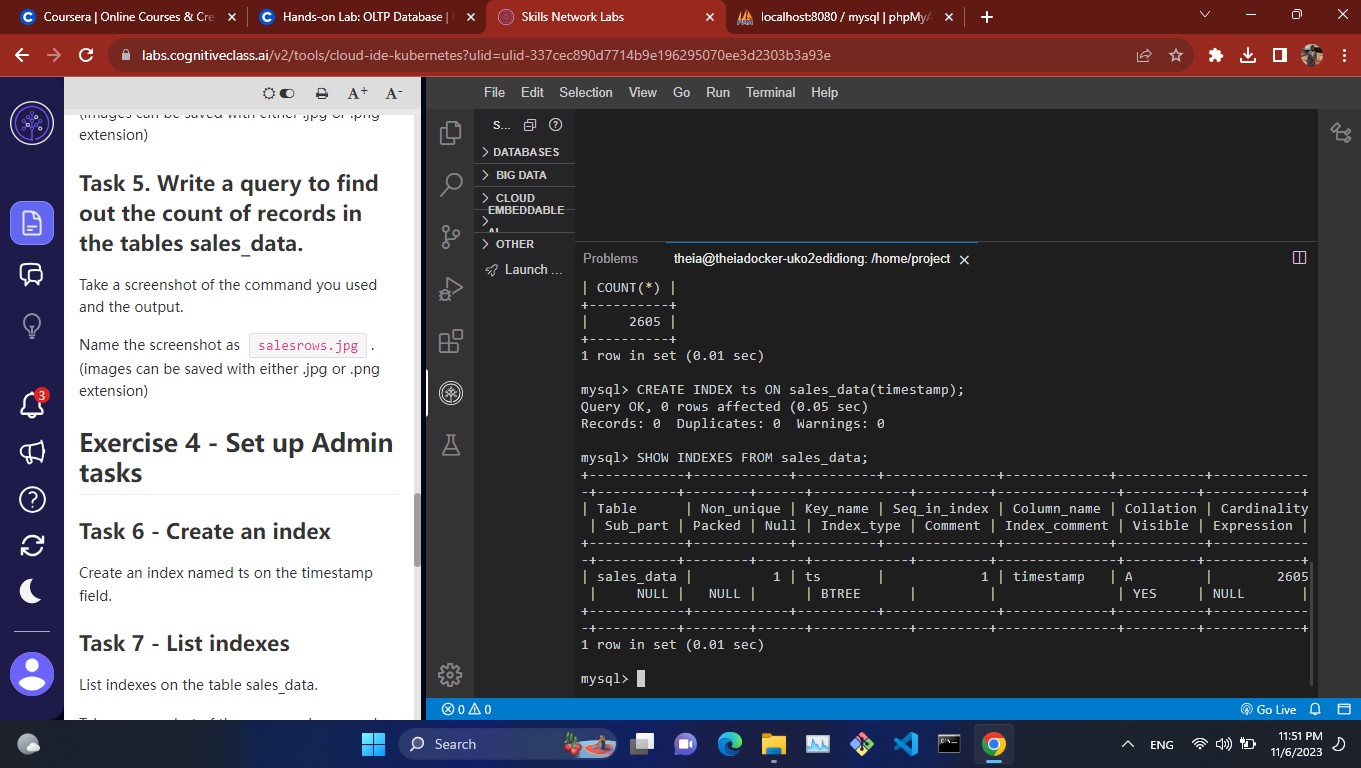 Coursera | Online Courses & Cre
Hands-on Lab: OLTP Database |
Skills Network Labs
localhost:8080 / mysql | phpMyA
labs.cognitiveclass.ai/v2/tools/cloud-ide-kubernetes?ulid=ulid-337cec890d7714b9e196295070ee3d2303b3a93e
A+ A-
(images can be saved with either .jpg or .png
extension)
Task 5. Write a query to find
out the count of records in
the tables sales_data.
Take a screenshot of the command you used
and the output.
Name the screenshot as salesrows.jpg .
(images can be saved with either .jpg or .png
extension)
Exercise 4 - Set up Admin
tasks
Task 6 - Create an index
Create an index named ts on the timestamp
field.
Task 7 - List indexes
List indexes on the table sales_data.
3
File Edit Selection View Go Run Terminal Help
S...
DATABASES
BIG DATA
CLOUD
EMBEDDABLE
AI
OTHER
Launch ...
Problems theia@theiadocker-uko2edidiong: /home/project
| COUNT(*) |
+----------+
|     2605 |
+----------+
1 row in set (0.01 sec)
mysql> CREATE INDEX ts ON sales_data(timestamp);
Query OK, 0 rows affected (0.05 sec)
Records: 0  Duplicates: 0  Warnings: 0
mysql> SHOW INDEXES FROM sales_data;
+------------+------------+----------+--------------+-------------+-----------+------------
-+----------+--------+------+------------+---------+---------------+---------+------------+
| Table      | Non_unique | Key_name | Seq_in_index | Column_name | Collation | Cardinality
 | Sub_part | Packed | Null | Index_type | Comment | Index_comment | Visible | Expression |
+------------+------------+----------+--------------+-------------+-----------+------------
-+----------+--------+------+------------+---------+---------------+---------+------------+
| sales_data |          1 | ts       |            1 | timestamp   | A         |        2605
 |     NULL |   NULL |      | BTREE      |         |               | YES     | NULL       |
+------------+------------+----------+--------------+-------------+-----------+------------
-+----------+--------+------+------------+---------+---------------+---------+------------+
1 row in set (0.01 sec)
mysql>
0 0
Go Live
Search
ENG
11:51 PM
11/6/2023